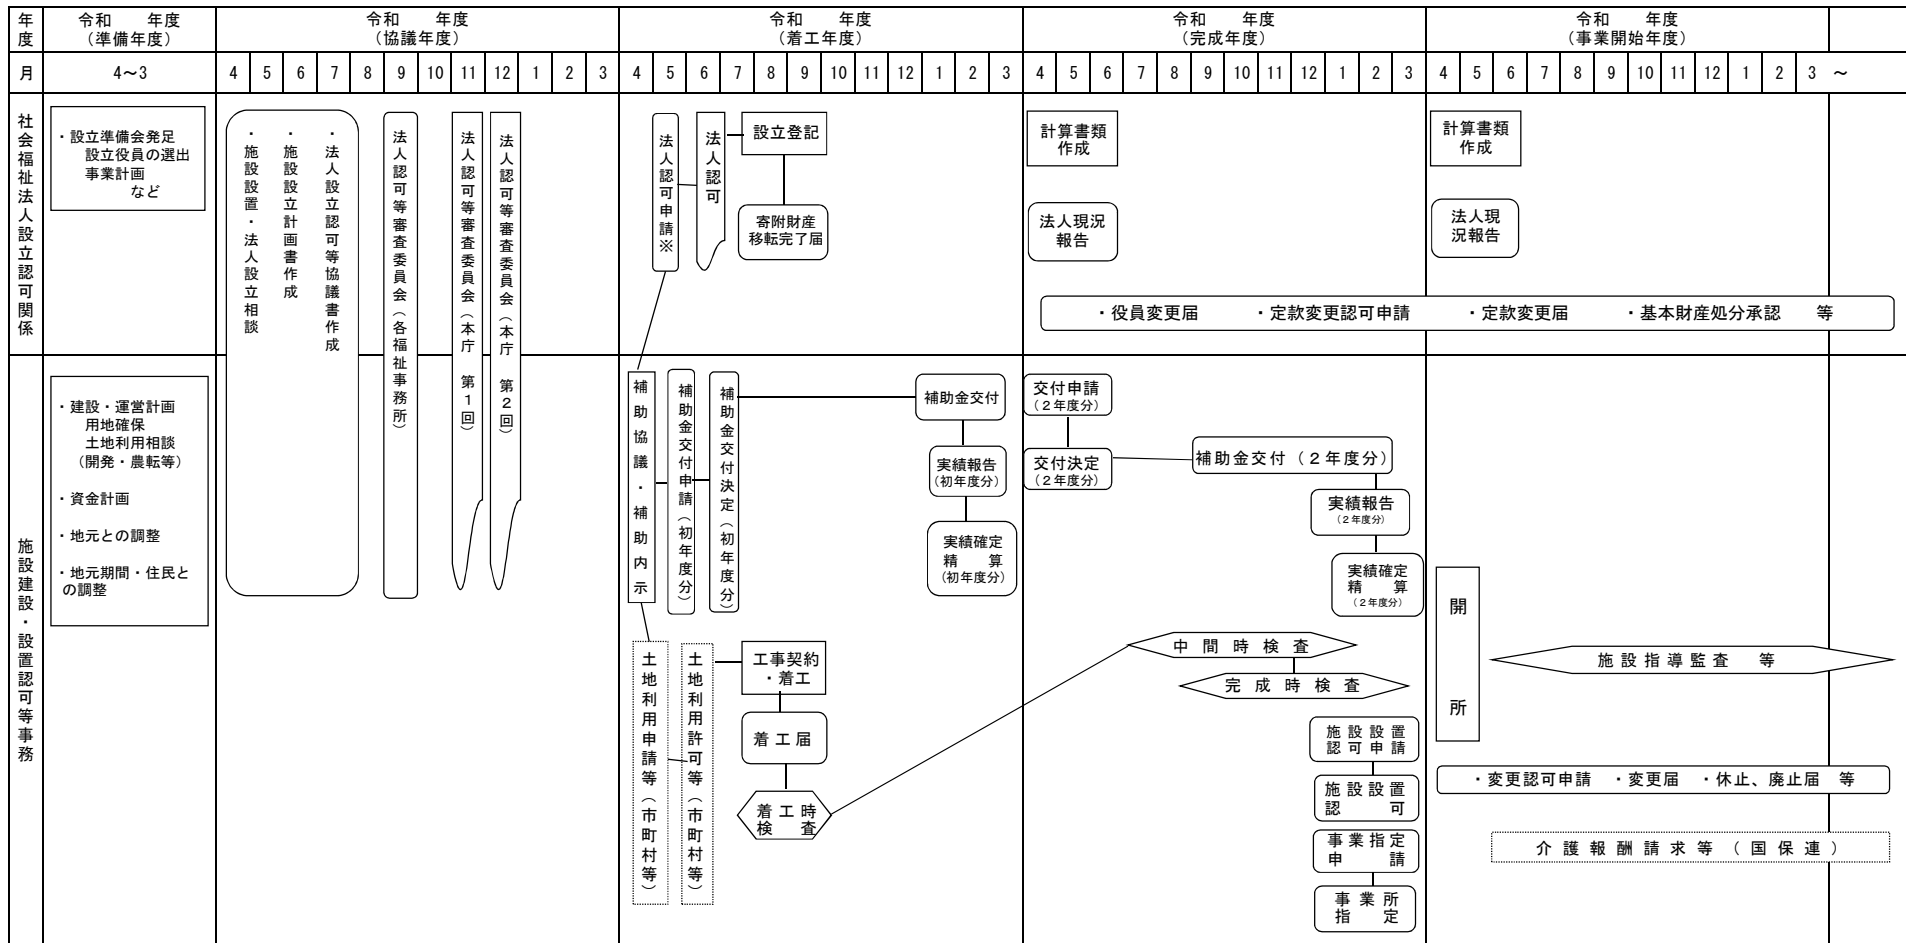 年度
令和　　年度
（準備年度）
令和　　年度
（協議年度）
令和　　年度
（着工年度）
令和　　年度
（完成年度）
令和　　年度
（事業開始年度）
月
4～3
4 5 6 7 8 9 10 11 12 1 2 3
4 5 6 7 8 9 10 11 12 1 2 3
4 5 6 7 8 9 10 11 12 1 2 3
4 5 6 7 8 9 10 11 12 1 2 3 ～
社会福祉法人設立認可関係
・設立準備会発足
設立役員の選出
事業計画
など
・施設設置・法人設立相談
・施設設立計画書作成
・法人設立認可等協議書作成
法人認可等審査委員会（各福祉事務所）
法人認可等審査委員会（本庁　第１回）
法人認可等審査委員会（本庁　第２回）
法人認可申請※
法人認可
設立登記
寄附財産
移転完了届
計算書類
作成
法人現況
報告
計算書類
作成
法人現
況報告
・役員変更届　　・定款変更認可申請　　・定款変更届　　・基本財産処分承認　等
施設建設・設置認可等事務
・建設・運営計画
用地確保
土地利用相談
（開発・農転等）
・資金計画
・地元との調整
・地元期間・住民と
の調整
補助協議・補助内示
補助金交付申請（初年度分）
補助金交付決定（初年度分）
補助金交付
実績報告
（初年度分）
実績確定
精　算
（初年度分）
交付申請
（２年度分）
交付決定
（２年度分）
補助金交付（２年度分）
実績報告
（２年度分）
実績確定
精　算
（２年度分）
土地利用申請等（市町村等）
土地利用許可等（市町村等）
工事契約
・着工
着工届
着工時
検　査
中間時検査
完成時検査
施設設置
認可申請
施設設置
認　可
事業指定
申　請
事業所
指　定
開所
施設指導監査　等
・変更認可申請　・変更届　・休止、廃止届　等
介護報酬請求等（国保連）